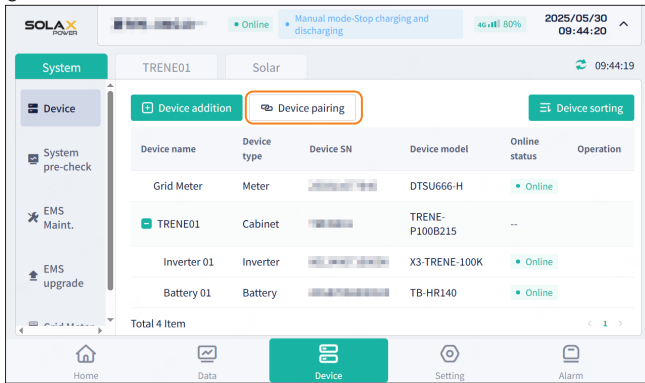 SOLAX
POWER
Online
Manual mode-Stop charging and
discharging
4G 80%
2025/05/30
09:44:20
System
TRENE01
Solar
09:44:19
Device
Device addition
Device pairing
Deivce sorting
Device name
Device
type
Device SN
Device model
Online
status
Operation
System
pre-check
Grid Meter
Meter
DTSU666-H
Online
EMS
Maint.
TRENE01
Cabinet
TRENE-
P100B215
--
Inverter 01
Inverter
X3-TRENE-100K
Online
EMS
upgrade
Battery 01
Battery
TB-HR140
Online
Grid Meter
Total 4 Item
< 1 >
Home
Data
Device
Setting
Alarm